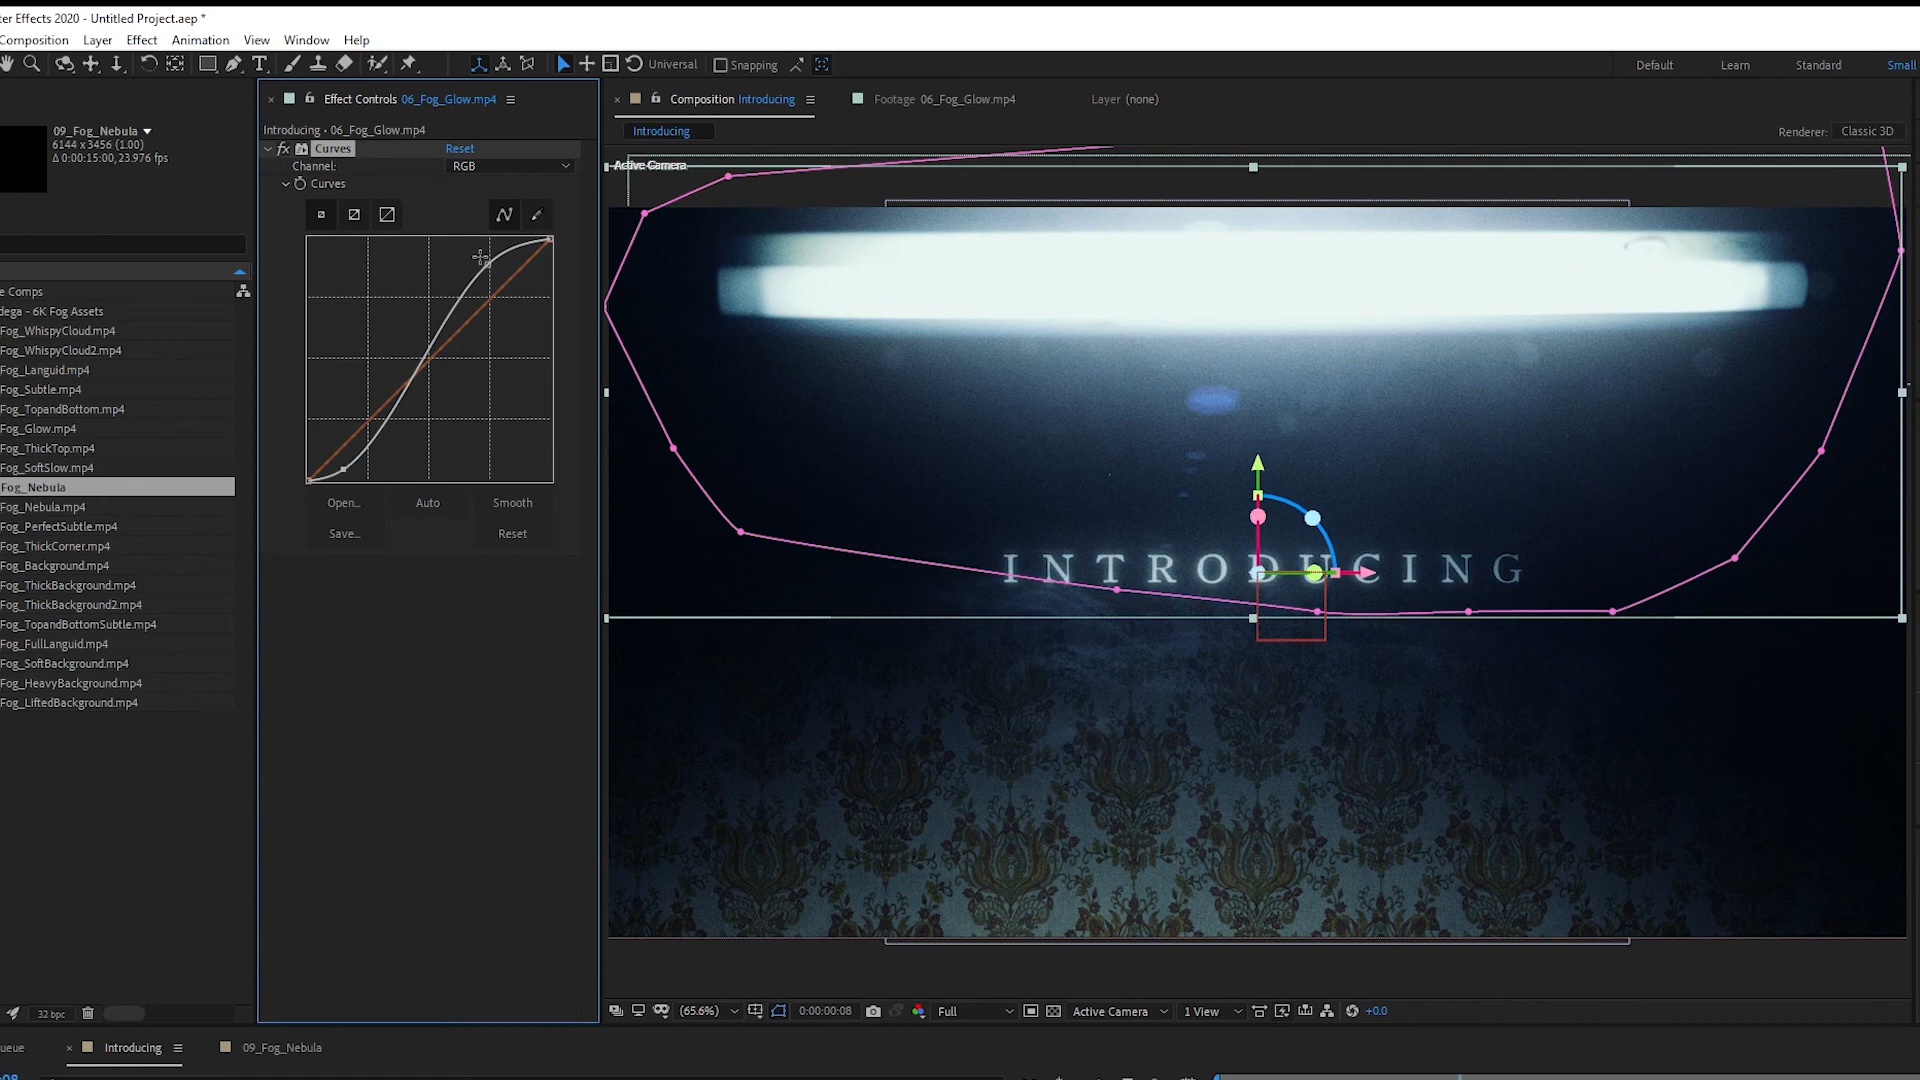 ter Effects 2020 - Untitled Project.aep *
Composition Layer Effect Animation View Window Help
Universal Snapping Default Learn Standard Small
Effect Controls 06_Fog_Glow.mp4
Composition Introducing Footage 06_Fog_Glow.mp4 Layer (none)
09_Fog_Nebula
6144 x 3456 (1.00)
Δ 0:00:15:00, 23.976 fps
Introducing • 06_Fog_Glow.mp4
Introducing
Renderer: Classic 3D
fx Curves Reset
Channel: RGB
Curves
Active Camera
Open... Auto Smooth
Save... Reset
e Comps
dega - 6K Fog Assets
Fog_WhispyCloud.mp4
Fog_WhispyCloud2.mp4
Fog_Languid.mp4
Fog_Subtle.mp4
Fog_TopandBottom.mp4
Fog_Glow.mp4
Fog_ThickTop.mp4
Fog_SoftSlow.mp4
Fog_Nebula
Fog_Nebula.mp4
Fog_PerfectSubtle.mp4
Fog_ThickCorner.mp4
Fog_Background.mp4
Fog_ThickBackground.mp4
Fog_ThickBackground2.mp4
Fog_TopandBottomSubtle.mp4
Fog_FullLanguid.mp4
Fog_SoftBackground.mp4
Fog_HeavyBackground.mp4
Fog_LiftedBackground.mp4
INTRODUCING
32 bpc
(65.6%) 0:00:00:08 Full Active Camera 1 View +0.0
ueue Introducing 09_Fog_Nebula